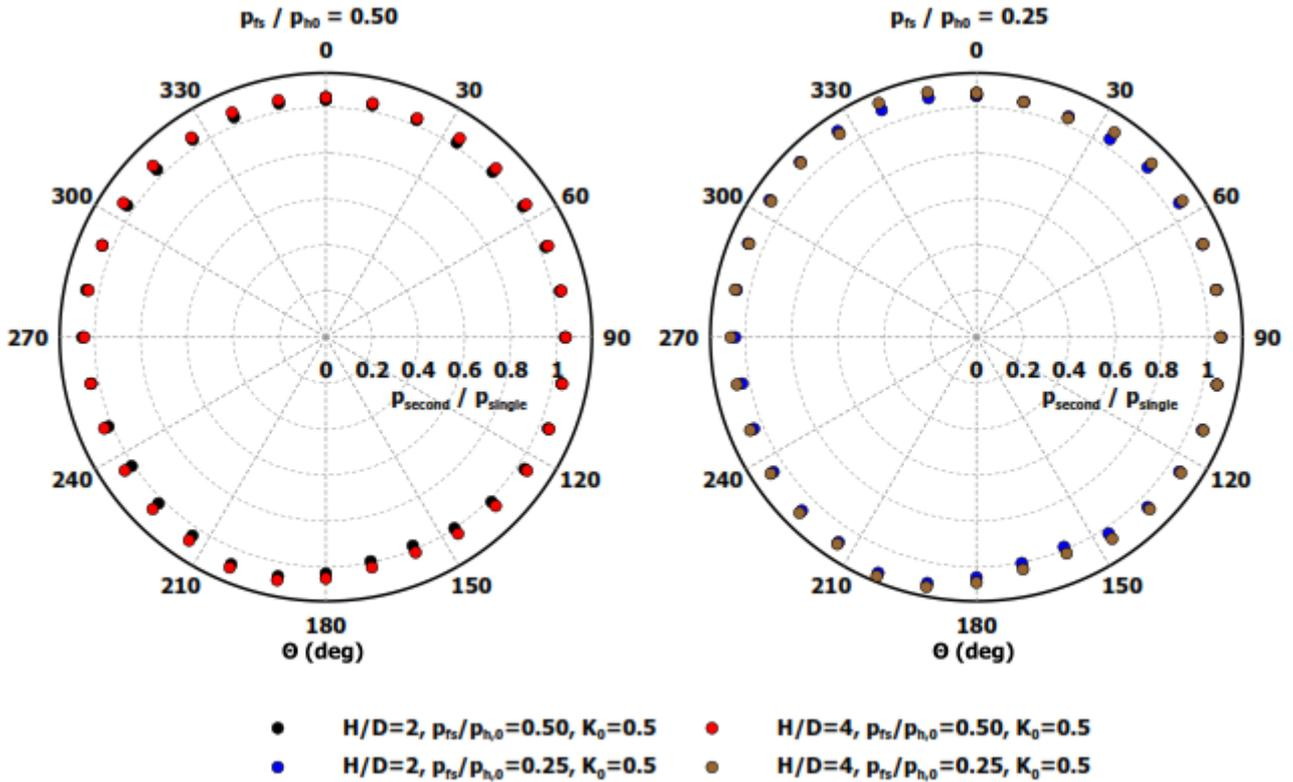 pfs / ph0 = 0.50
0
330 30
300 60
270 90
0 0.2 0.4 0.6 0.8 1
psecond / psingle
240 120
210 150
180
Θ (deg)
pfs / ph0 = 0.25
0
330 30
300 60
270 90
0 0.2 0.4 0.6 0.8 1
psecond / psingle
240 120
210 150
180
Θ (deg)
H/D=2, pfs/ph,0=0.50, K0=0.5
H/D=4, pfs/ph,0=0.50, K0=0.5
H/D=2, pfs/ph,0=0.25, K0=0.5
H/D=4, pfs/ph,0=0.25, K0=0.5